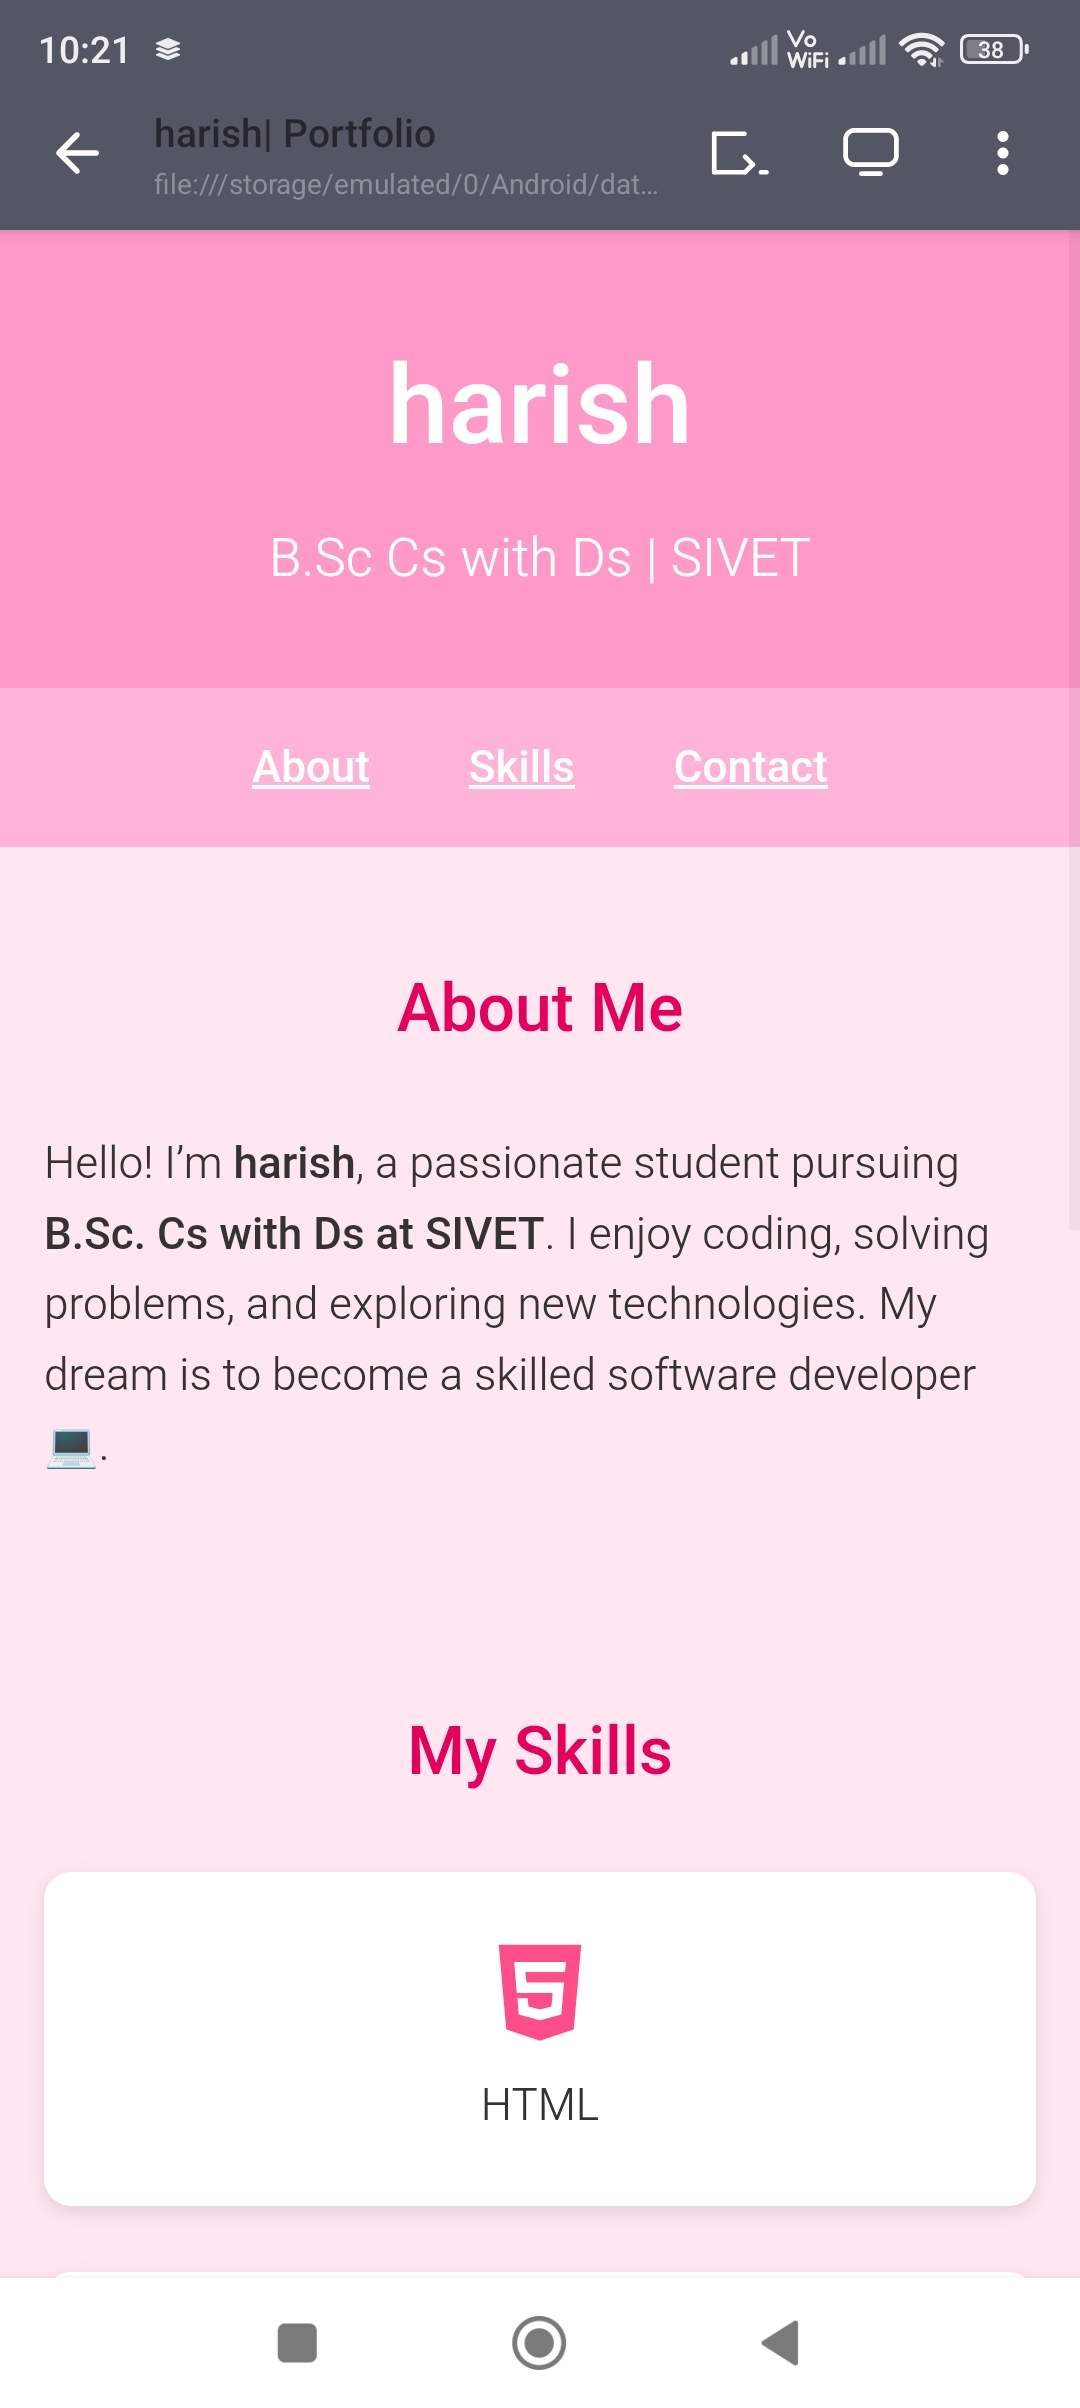 10:21
Vo
WiFi
38
harish| Portfolio
file:///storage/emulated/0/Android/dat...
harish
B.Sc Cs with Ds | SIVET
About Skills Contact
About Me
Hello! I’m harish, a passionate student pursuing
B.Sc. Cs with Ds at SIVET. I enjoy coding, solving
problems, and exploring new technologies. My
dream is to become a skilled software developer
💻.
My Skills
5
HTML